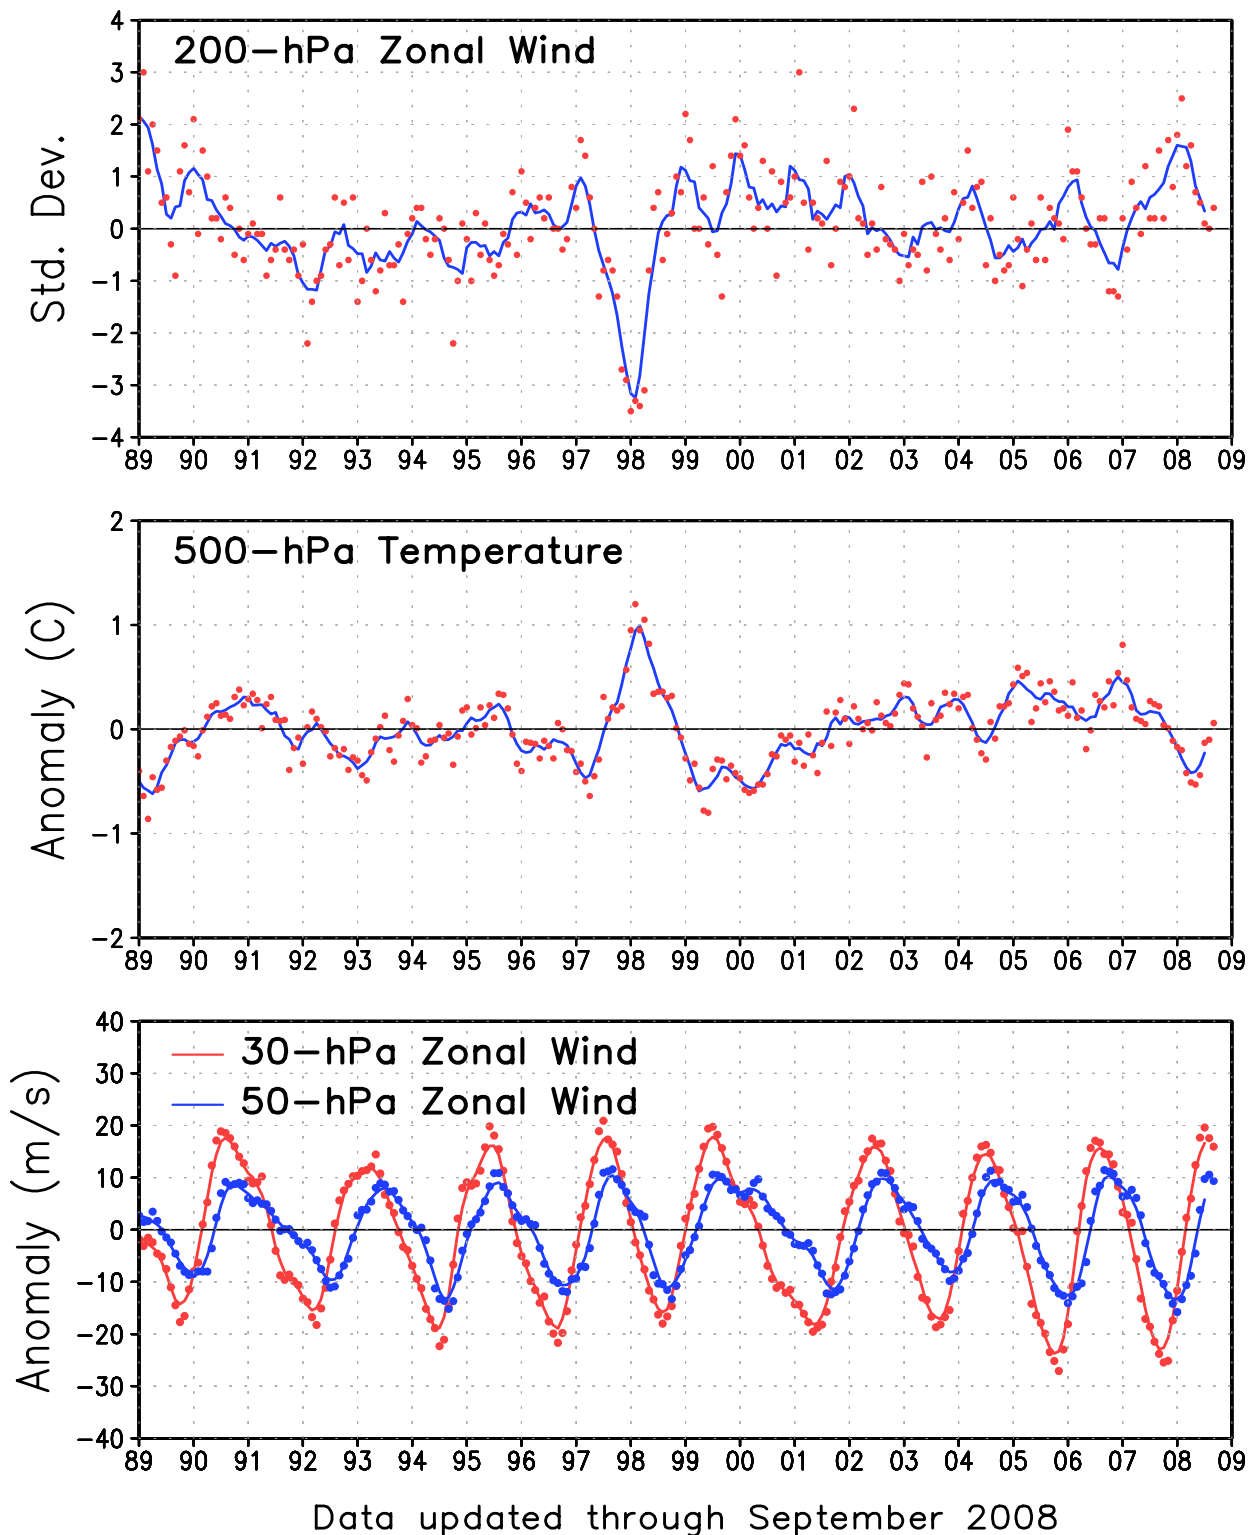 200-hPa Zonal Wind
Std. Dev.
4
3
2
1
0
-1
-2
-3
-4
89 90 91 92 93 94 95 96 97 98 99 00 01 02 03 04 05 06 07 08 09
500-hPa Temperature
Anomaly (C)
2
1
0
-1
-2
89 90 91 92 93 94 95 96 97 98 99 00 01 02 03 04 05 06 07 08 09
30-hPa Zonal Wind
50-hPa Zonal Wind
Anomaly (m/s)
40
30
20
10
0
-10
-20
-30
-40
89 90 91 92 93 94 95 96 97 98 99 00 01 02 03 04 05 06 07 08 09
Data updated through September 2008